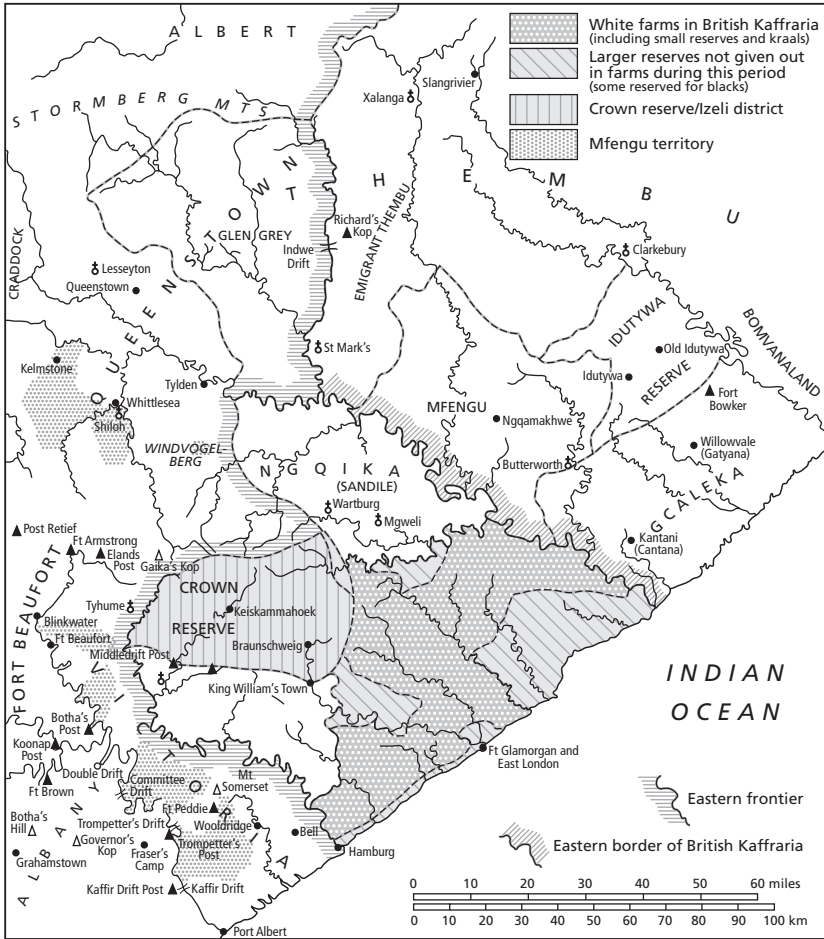 White farms in British Kaffraria
(including small reserves and kraals)
Larger reserves not given out
in farms during this period
(some reserved for blacks)
Crown reserve/Izeli district
Mfengu territory
ALBERT
Slangrivier
Xalanga
STORMBERG MTS
THEMBU
QUEENSTOWN
GLEN GREY
Richard's
Kop
Indwe
Drift
EMIGRANT THEMBU
Clarkebury
CRADDOCK
Lesseyton
Queenstown
IDUTYWA
RESERVE
BOMVANALAND
Old Idutywa
Idutywa
St Mark's
Kelmstone
Tylden
Fort
Bowker
MFENGU
Whittlesea
Shiloh
Nggamakhwe
Willowvale
(Gatyana)
WINDVOGEL-
BERG
NGQIKA
(SANDILE)
Butterworth
GCALEKA
Wartburg
Mgweli
Kantani
(Cantana)
Post Retief
Ft Armstrong
Elands
Post
Gaika's Kop
FORT BEAUFORT
CROWN
RESERVE
Tyhume
Keiskammahoek
Blinkwater
Ft Beaufort
Braunschweig
Middledrift Post
King William's Town
INDIAN
OCEAN
VICTORIA
Botha's
Post
Koonap
Post
Ft Glamorgan and
East London
Double Drift
Committee
Drift
Mt
Somerset
Ft Brown
ALBANY
Ft Peddie
Botha's
Hill
Trompetter's Drift
Wooldridge
Bell
Governor's
Kop
Trompetter's
Post
Grahamstown
Fraser's
Camp
Hamburg
Kaffir Drift Post
Kaffir Drift
Port Albert
Eastern frontier
Eastern border of British Kaffraria
0 10 20 30 40 50 60 miles
0 10 20 30 40 50 60 70 80 90 100 km